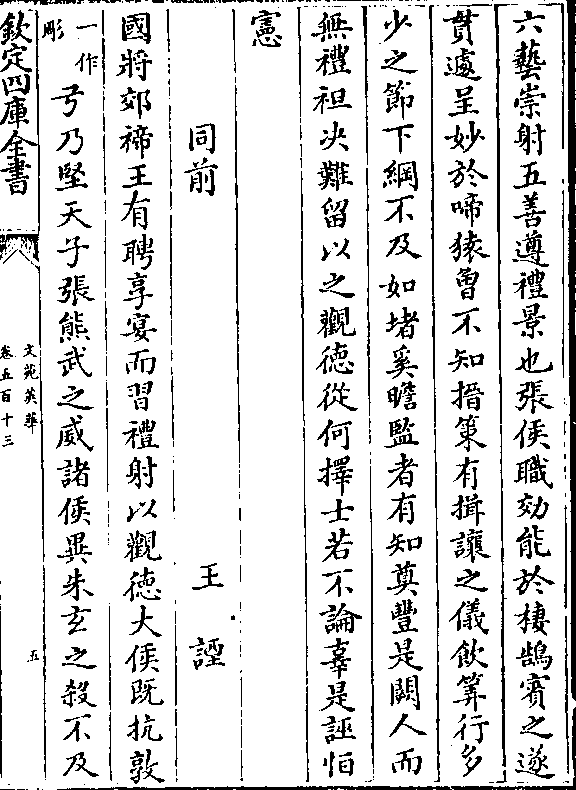 六藝崇射五善遵禮景也張侯職効能於棲鵠賓之遂
貫遽呈妙於啼猿曾不知搢策有揖讓之儀飲筭行多
少之節下綱不及如堵奚瞻監者有知奠豐是闕人而
無禮袒决難留以之觀德從何擇士若不論辜是誣怕
憲
同前 王諲
國將郊禘王有聘享宴而習禮射以觀德大侯既抗敦
一作彫弓乃堅天子張熊武之威諸侯異朱玄之殺不及
欽定四庫全書
文苑英華
卷五百十三
五